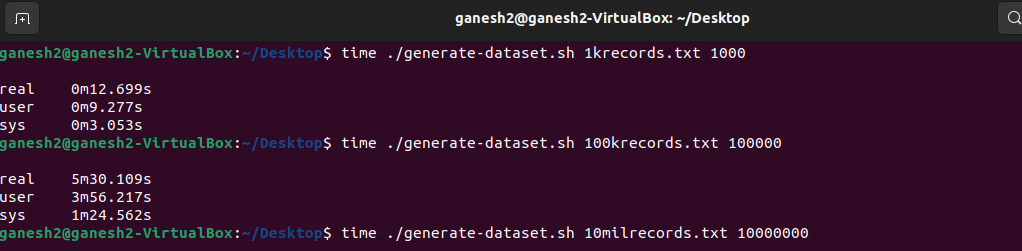 ganesh2@ganesh2-VirtualBox: ~/Desktop
ganesh2@ganesh2-VirtualBox:~/Desktop$ time ./generate-dataset.sh 1krecords.txt 1000
real 0m12.699s
user 0m9.277s
sys 0m3.053s
ganesh2@ganesh2-VirtualBox:~/Desktop$ time ./generate-dataset.sh 100krecords.txt 100000
real 5m30.109s
user 3m56.217s
sys 1m24.562s
ganesh2@ganesh2-VirtualBox:~/Desktop$ time ./generate-dataset.sh 10milrecords.txt 10000000